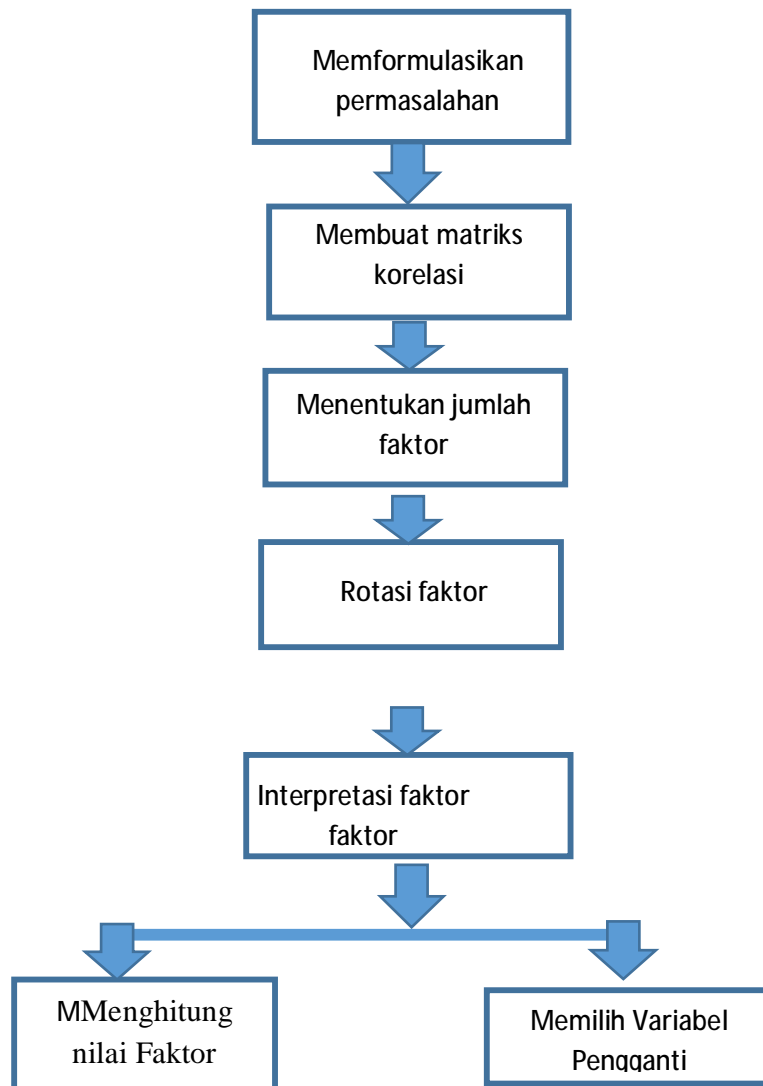 Memformulasikan
permasalahan
Membuat matriks
korelasi
Menentukan jumlah
faktor
Rotasi faktor
Interpretasi faktor
faktor
MMenghitung
nilai Faktor
Memilih Variabel
Pengganti